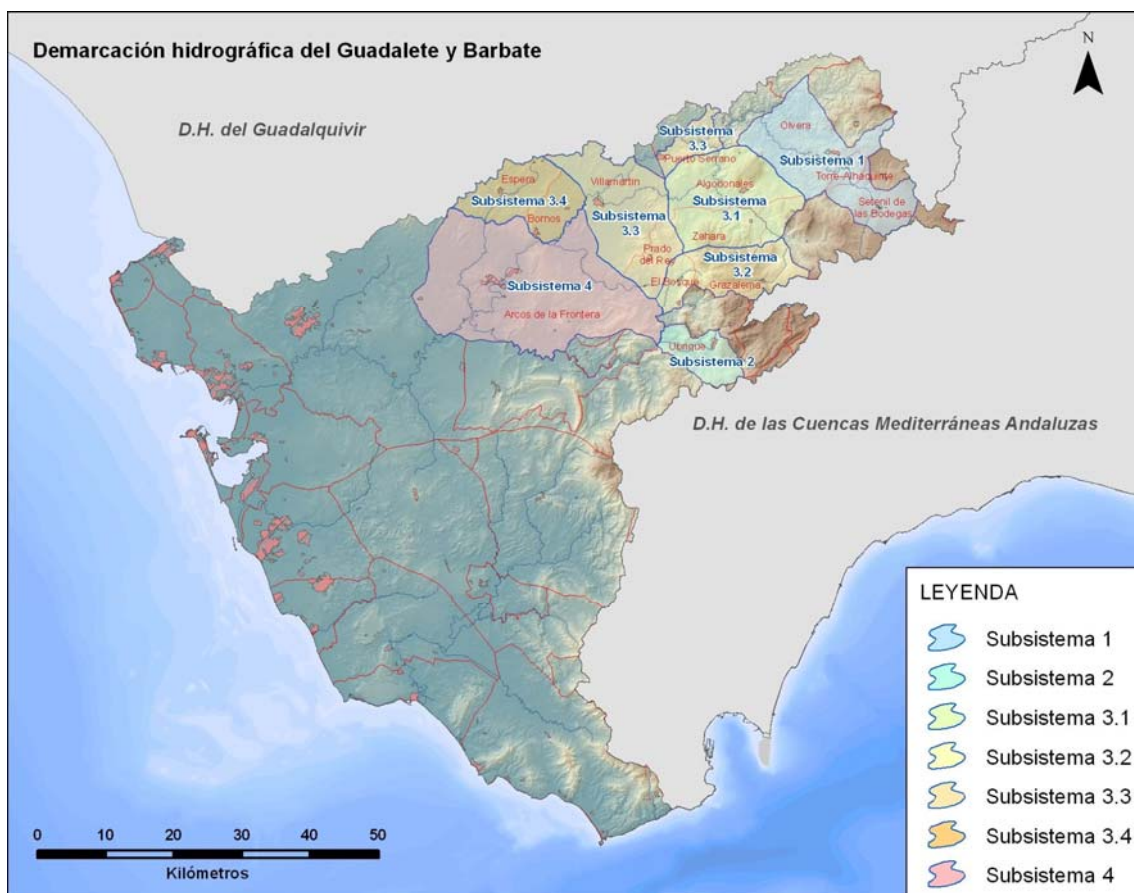 Demarcación hidrográfica del Guadalete y Barbate
N
D.H. del Guadalquivir
Subsistema
3.3
Puerto Serrano
Olvera
Subsistema 1
Torre-Alháquime
Setenil de
las Bodegas
Espera
Subsistema 3.4
Bornos
Villamartín
Subsistema
3.3
Prado
del Rey
Algodonales
Subsistema
3.1
Zahara
Subsistema
3.2
El Bosque
Grazalema
Subsistema 4
Arcos de la Frontera
Ubrique
Subsistema 2
D.H. de las Cuencas Mediterráneas Andaluzas
LEYENDA
Subsistema 1
Subsistema 2
Subsistema 3.1
Subsistema 3.2
Subsistema 3.3
Subsistema 3.4
Subsistema 4
0 10 20 30 40 50
Kilómetros